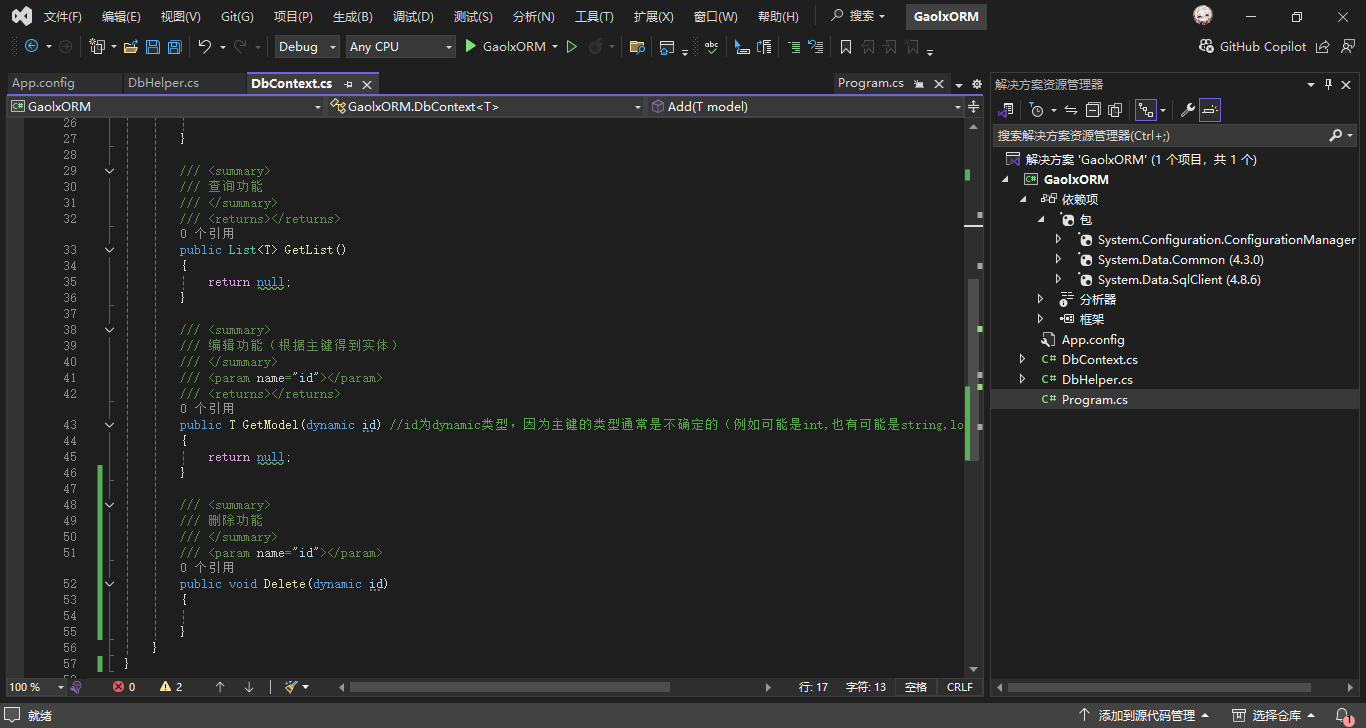 文件(F) 编辑(E) 视图(V) Git(G) 项目(P) 生成(B) 调试(D) 测试(S) 分析(N) 工具(T) 扩展(X) 窗口(W) 帮助(H) 搜索 GaolxORM
Debug Any CPU GaolxORM GitHub Copilot
App.config DbHelper.cs DbContext.cs Program.cs
GaolxORM GaolxORM.DbContext<T> Add(T model)
26
27 }
28
29 /// <summary>
30 /// 查询功能
31 /// </summary>
32 /// <returns></returns>
0 个引用
33 public List<T> GetList()
34 {
35 return null;
36 }
37
38 /// <summary>
39 /// 编辑功能（根据主键得到实体）
40 /// </summary>
41 /// <param name="id"></param>
42 /// <returns></returns>
0 个引用
43 public T GetModel(dynamic id) //id为dynamic类型，因为主键的类型通常是不确定的（例如可能是int,也有可能是string,lo
44 {
45 return null;
46 }
47
48 /// <summary>
49 /// 删除功能
50 /// </summary>
51 /// <param name="id"></param>
0 个引用
52 public void Delete(dynamic id)
53 {
54
55 }
56 }
57 }
100 % 0 2 行: 17 字符: 13 空格 CRLF
解决方案资源管理器
搜索解决方案资源管理器(Ctrl+;)
解决方案 'GaolxORM' (1 个项目，共 1 个)
C# GaolxORM
依赖项
包
System.Configuration.ConfigurationManager
System.Data.Common (4.3.0)
System.Data.SqlClient (4.8.6)
分析器
框架
App.config
C# DbContext.cs
C# DbHelper.cs
C# Program.cs
就绪 添加到源代码管理 选择仓库 1